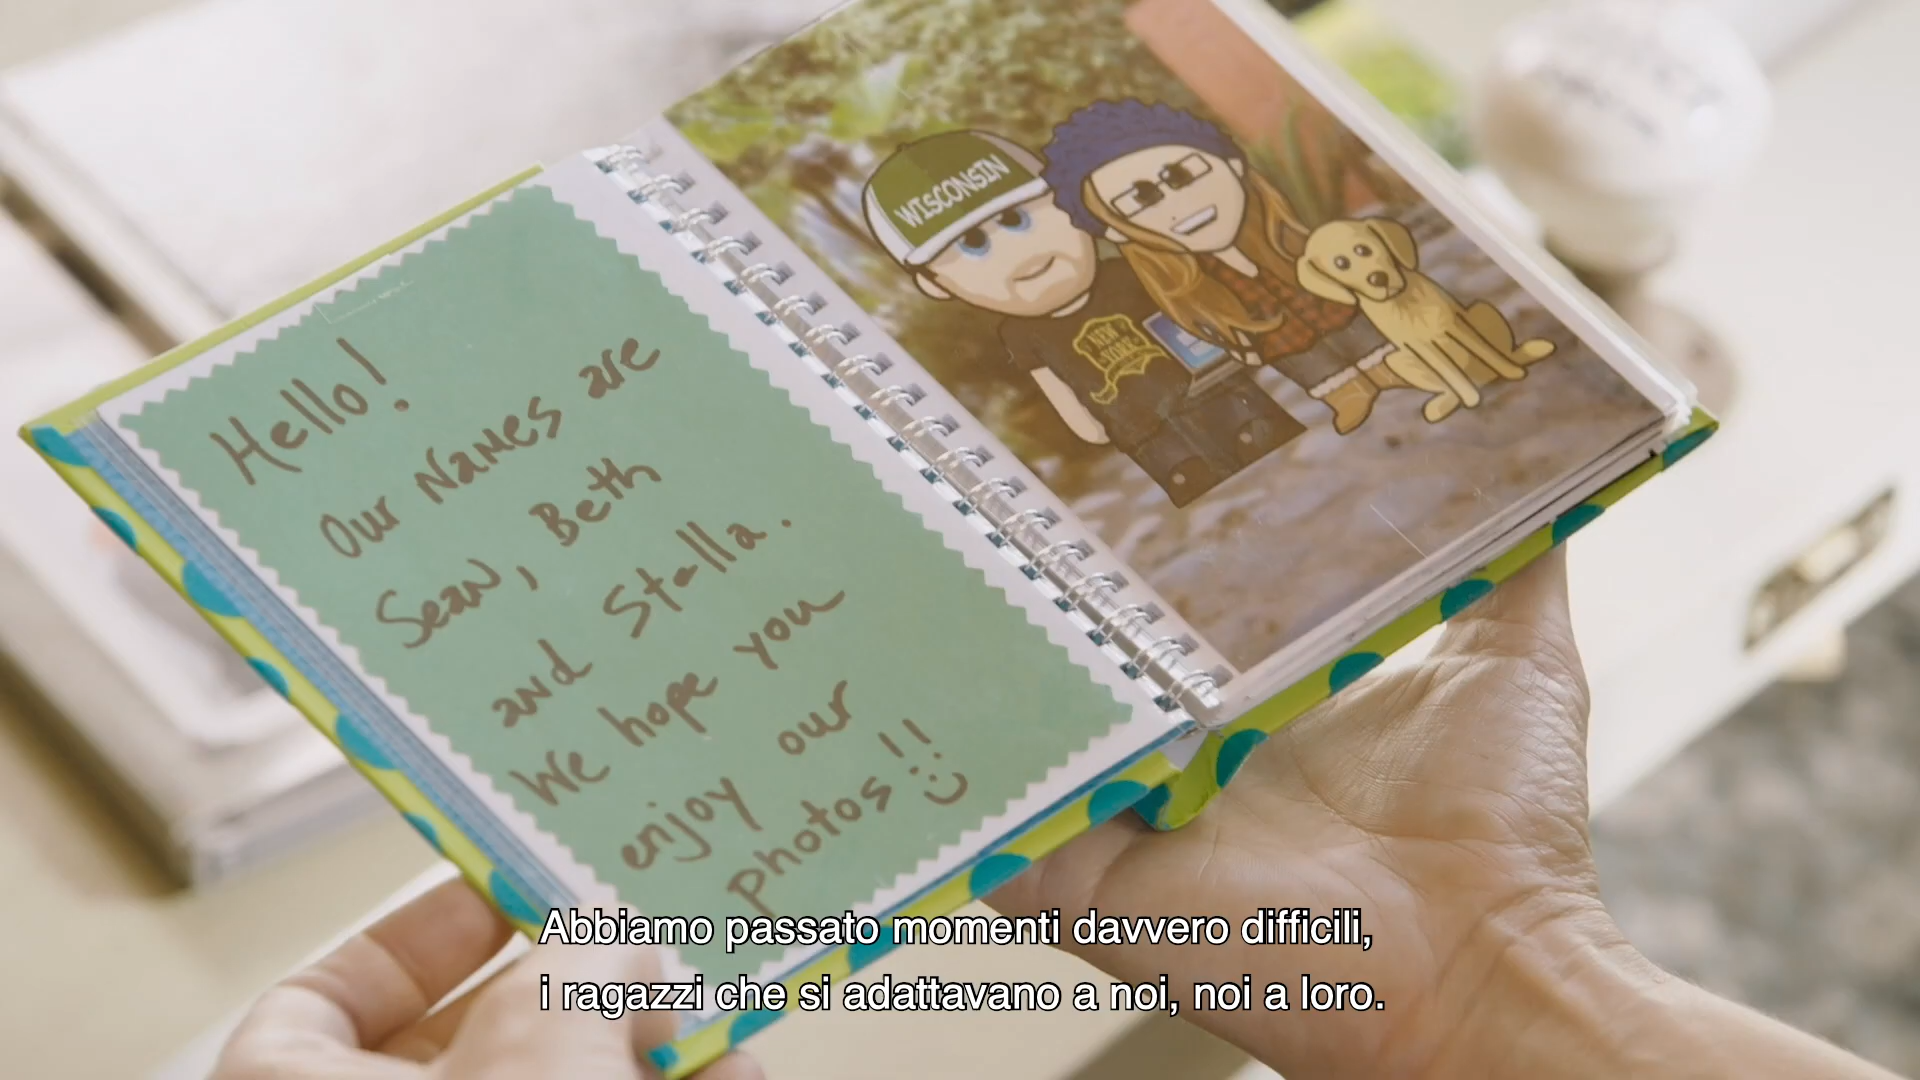 Hello!
Our Names are
Sean, Beth
and Stella.
We hope you
enjoy our
photos!!
WISCONSIN
NEW
YORK
Abbiamo passato momenti davvero difficili,
i ragazzi che si adattavano a noi, noi a loro.